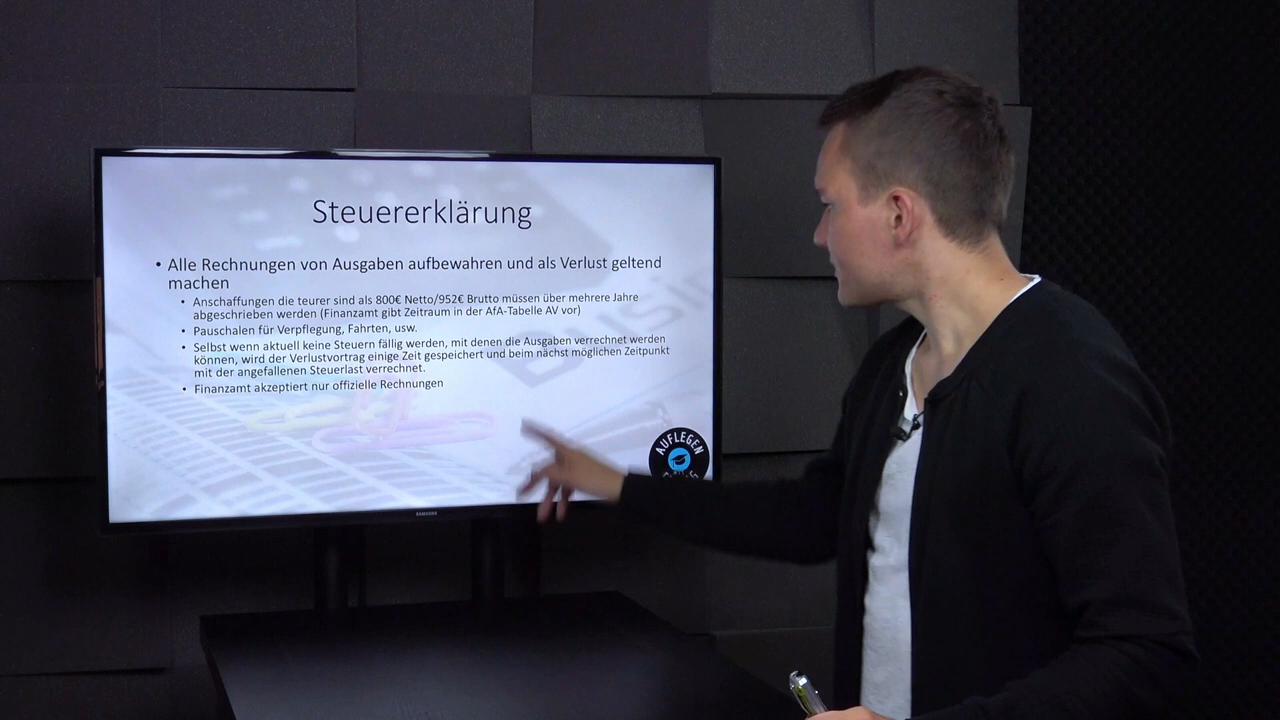 Steuererklärung
• Alle Rechnungen von Ausgaben aufbewahren und als Verlust geltend
machen
• Anschaffungen die teurer sind als 800€ Netto/952€ Brutto müssen über mehrere Jahre
abgeschrieben werden (Finanzamt gibt Zeitraum in der AfA-Tabelle AV vor)
• Pauschalen für Verpflegung, Fahrten, usw.
• Selbst wenn aktuell keine Steuern fällig werden, mit denen die Ausgaben verrechnet werden
können, wird der Verlustvortrag einige Zeit gespeichert und beim nächst möglichen Zeitpunkt
mit der angefallenen Steuerlast verrechnet.
• Finanzamt akzeptiert nur offizielle Rechnungen
AUFLEGEN
SAMSUNG